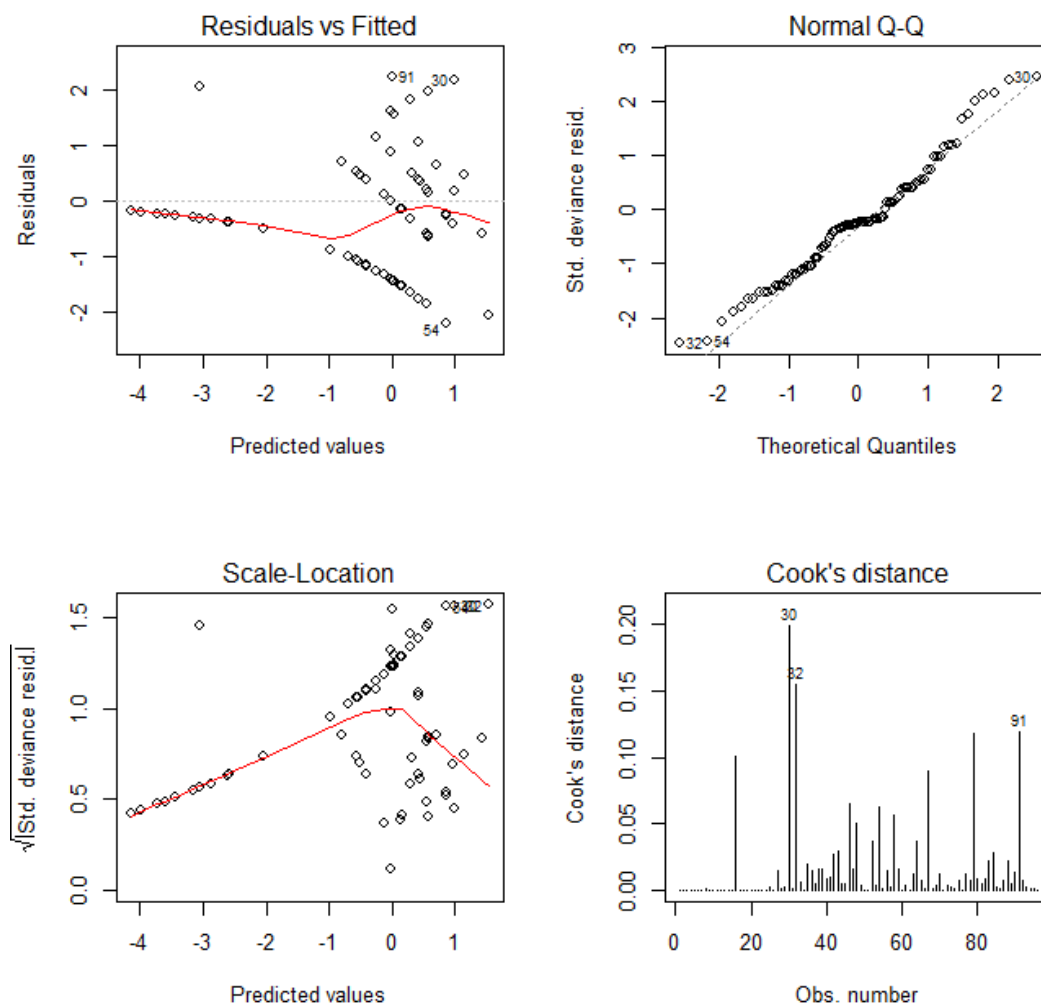 Residuals vs Fitted
Residuals
2
1
0
-1
-2
91
30
54
-4 -3 -2 -1 0 1
Predicted values
Normal Q-Q
Std. deviance resid.
3
2
1
0
-1
-2
30
32
54
-2 -1 0 1 2
Theoretical Quantiles
Scale-Location
√|Std. deviance resid.|
1.5
1.0
0.5
0.0
-4 -3 -2 -1 0 1
Predicted values
Cook's distance
Cook's distance
0.20
0.15
0.10
0.05
0.00
30
32
91
0 20 40 60 80
Obs. number